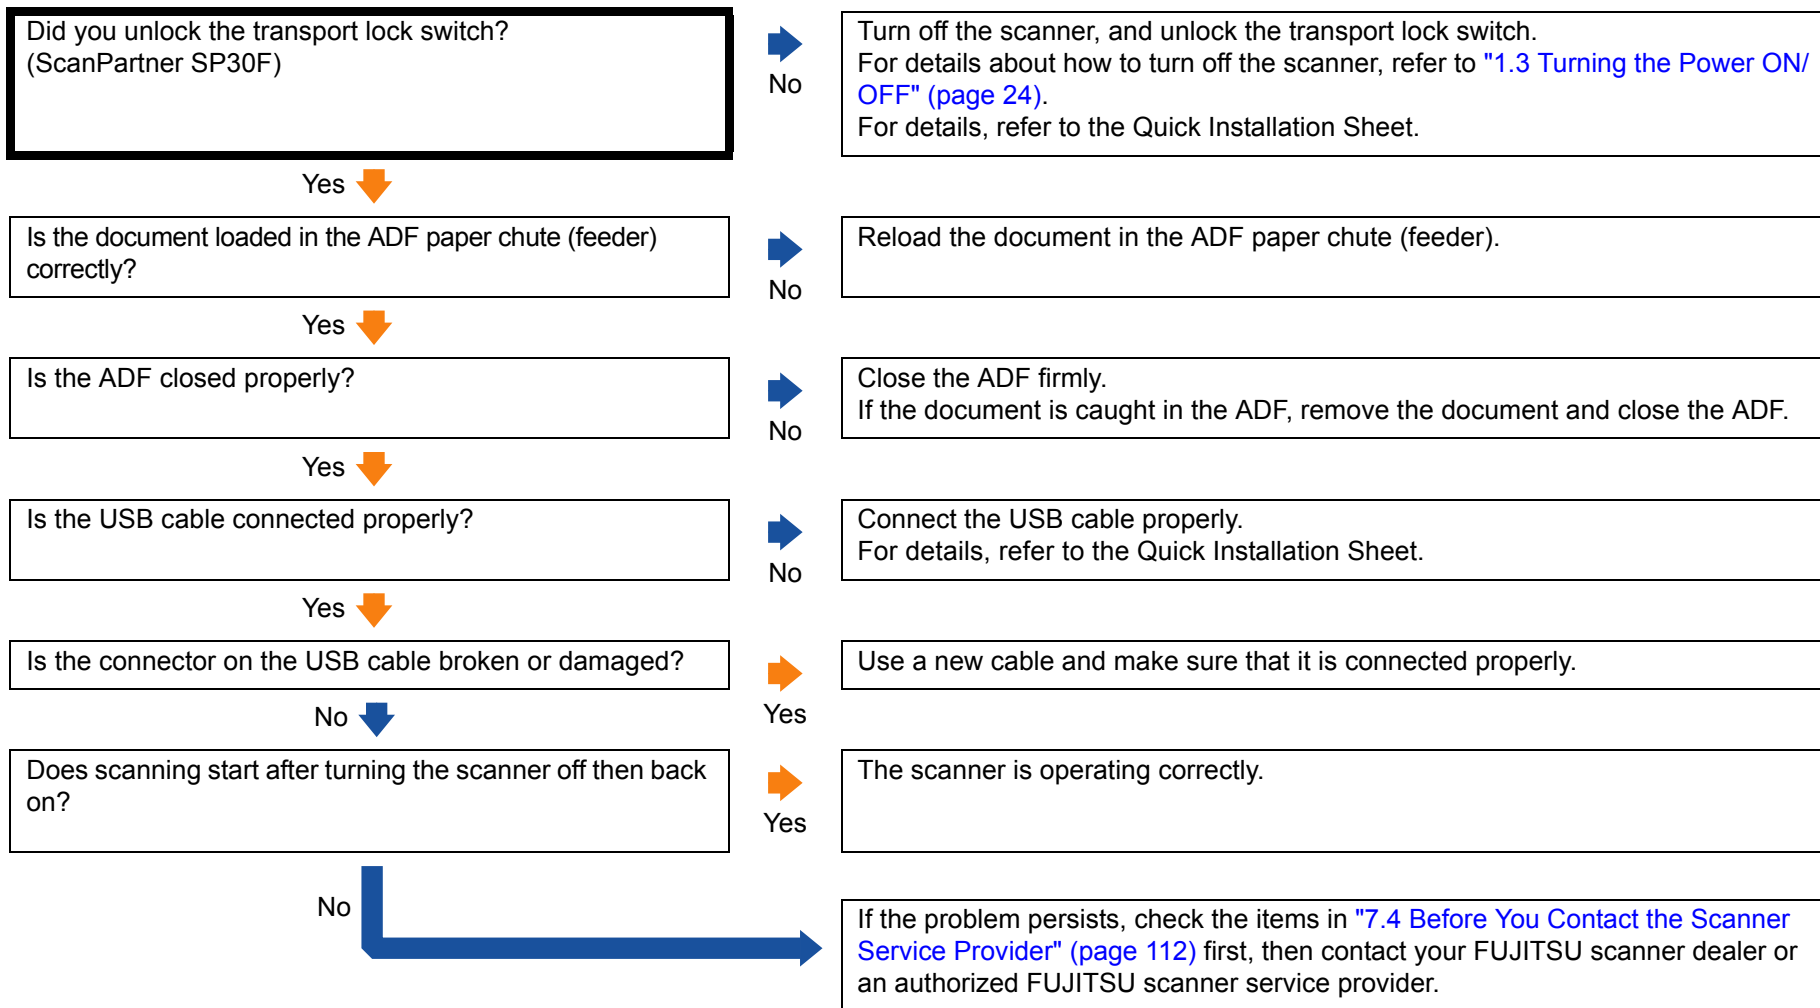 Did you unlock the transport lock switch?
(ScanPartner SP30F)
No
Turn off the scanner, and unlock the transport lock switch.
For details about how to turn off the scanner, refer to "1.3 Turning the Power ON/
OFF" (page 24).
For details, refer to the Quick Installation Sheet.
Yes
Is the document loaded in the ADF paper chute (feeder)
correctly?
No
Reload the document in the ADF paper chute (feeder).
Yes
Is the ADF closed properly?
No
Close the ADF firmly.
If the document is caught in the ADF, remove the document and close the ADF.
Yes
Is the USB cable connected properly?
No
Connect the USB cable properly.
For details, refer to the Quick Installation Sheet.
Yes
Is the connector on the USB cable broken or damaged?
Yes
Use a new cable and make sure that it is connected properly.
No
Does scanning start after turning the scanner off then back
on?
Yes
The scanner is operating correctly.
No
If the problem persists, check the items in "7.4 Before You Contact the Scanner
Service Provider" (page 112) first, then contact your FUJITSU scanner dealer or
an authorized FUJITSU scanner service provider.